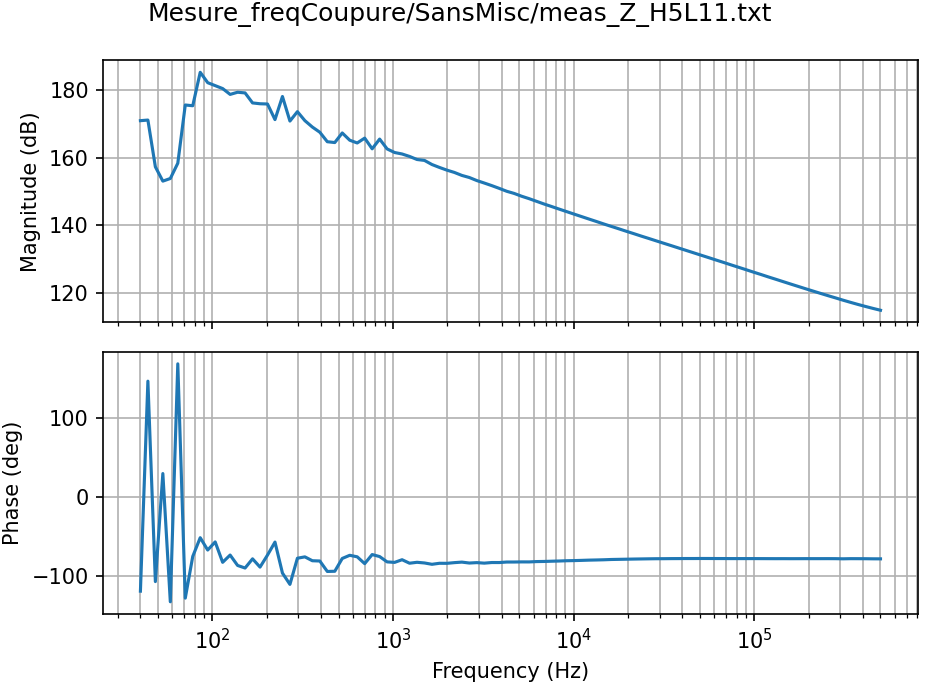 Mesure_freqCoupure/SansMisc/meas_Z_H5L11.txt
180
160
140
120
Magnitude (dB)
100
0
−100
Phase (deg)
10²
10³
10⁴
10⁵
Frequency (Hz)